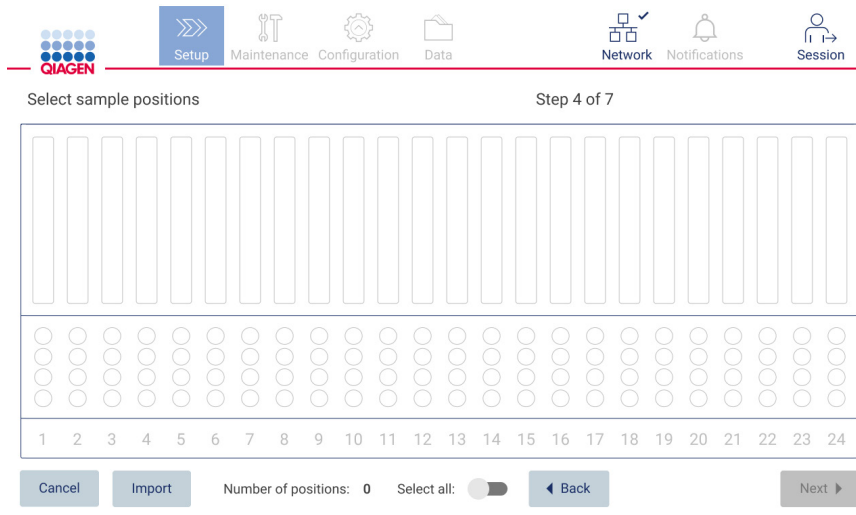 QIAGEN
Setup Maintenance Configuration Data Network Notifications Session
Select sample positions Step 4 of 7
1 2 3 4 5 6 7 8 9 10 11 12 13 14 15 16 17 18 19 20 21 22 23 24
Cancel Import Number of positions: 0 Select all: Back Next